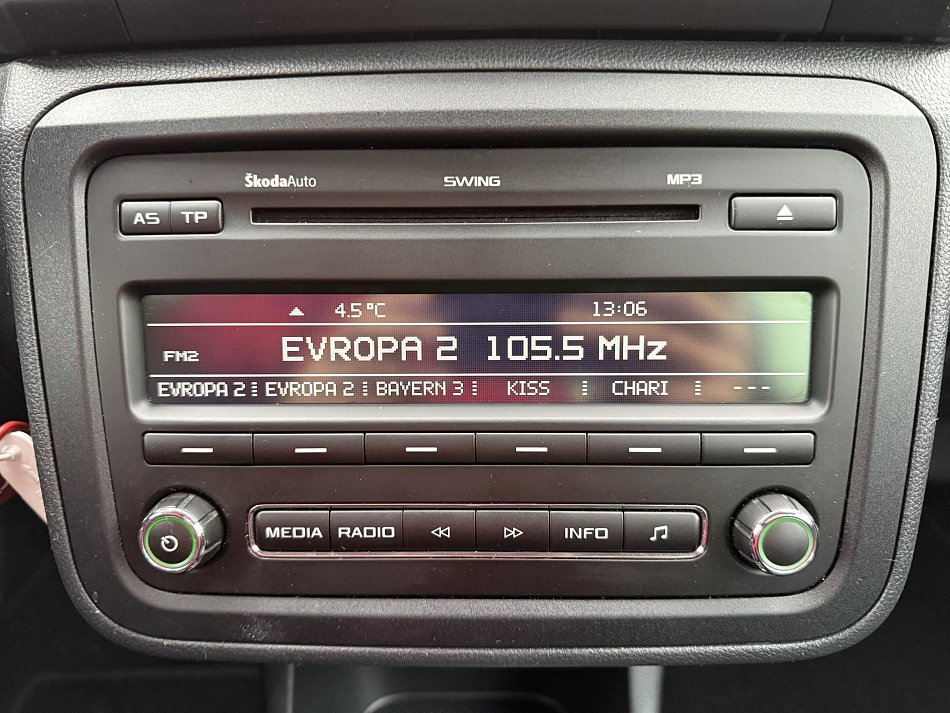 ŠkodaAuto SWING MP3
AS TP
4.5°C 13:06
FM2 EVROPA 2 105.5 MHz
EVROPA 2 EVROPA 2 BAYERN 3 KISS CHARI ---
MEDIA RADIO INFO